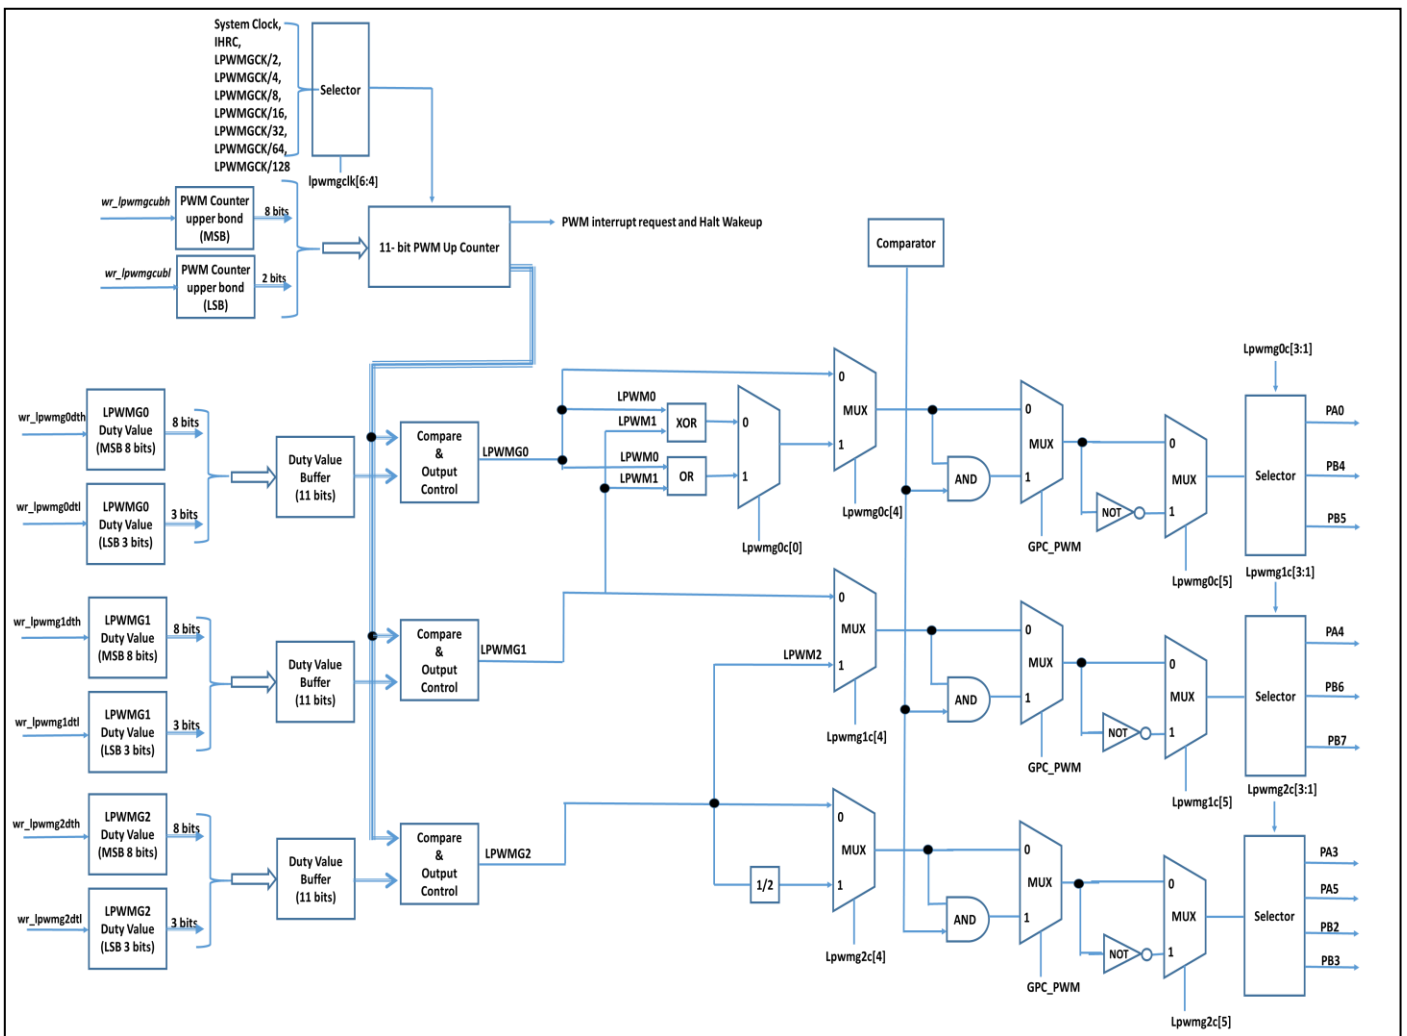 System Clock,
IHRC,
LPWMGCK/2,
LPWMGCK/4,
LPWMGCK/8,
LPWMGCK/16,
LPWMGCK/32,
LPWMGCK/64,
LPWMGCK/128
Selector
lpwmgclk[6:4]
wr_lpwmgcubh
PWM Counter
upper bond
(MSB)
8 bits
wr_lpwmgcubl
PWM Counter
upper bond
(LSB)
2 bits
11- bit PWM Up Counter
PWM interrupt request and Halt Wakeup
Comparator
wr_lpwmg0dth
LPWMG0
Duty Value
(MSB 8 bits)
8 bits
wr_lpwmg0dtl
LPWMG0
Duty Value
(LSB 3 bits)
3 bits
Duty Value
Buffer
(11 bits)
Compare
&
Output
Control
LPWMG0
LPWM0
LPWM1
XOR
LPWM0
LPWM1
OR
0
1
Lpwmg0c[0]
0
MUX
1
Lpwmg0c[4]
AND
0
MUX
1
GPC_PWM
NOT
0
MUX
1
Lpwmg0c[5]
Lpwmg0c[3:1]
Selector
PA0
PB4
PB5
wr_lpwmg1dth
LPWMG1
Duty Value
(MSB 8 bits)
8 bits
wr_lpwmg1dtl
LPWMG1
Duty Value
(LSB 3 bits)
3 bits
Duty Value
Buffer
(11 bits)
Compare
&
Output
Control
LPWMG1
LPWM2
0
MUX
1
Lpwmg1c[4]
AND
0
MUX
1
GPC_PWM
NOT
0
MUX
1
Lpwmg1c[5]
Lpwmg1c[3:1]
Selector
PA4
PB6
PB7
wr_lpwmg2dth
LPWMG2
Duty Value
(MSB 8 bits)
8 bits
wr_lpwmg2dtl
LPWMG2
Duty Value
(LSB 3 bits)
3 bits
Duty Value
Buffer
(11 bits)
Compare
&
Output
Control
LPWMG2
1/2
0
MUX
1
Lpwmg2c[4]
AND
0
MUX
1
GPC_PWM
NOT
0
MUX
1
Lpwmg2c[5]
Lpwmg2c[3:1]
Selector
PA3
PA5
PB2
PB3